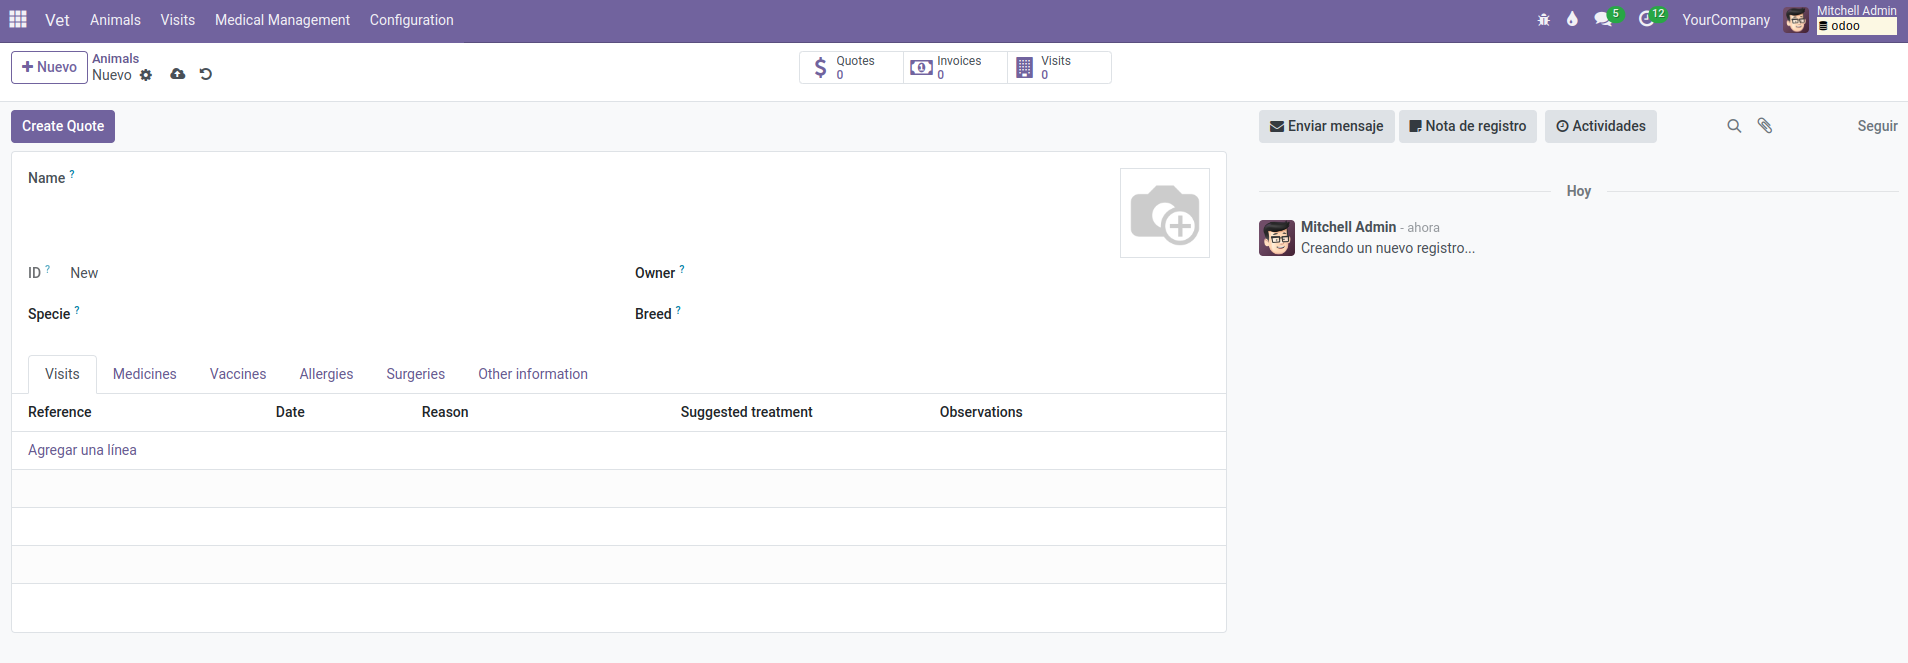 Vet Animals Visits Medical Management Configuration 5 12 YourCompany Mitchell Admin
odoo
Nuevo Animals
Nuevo
Quotes 0
Invoices 0
Visits 0
Create Quote
Enviar mensaje Nota de registro Actividades Seguir
Name ?
Hoy
Mitchell Admin - ahora
Creando un nuevo registro...
ID ? New Owner ?
Specie ? Breed ?
Visits Medicines Vaccines Allergies Surgeries Other information
Reference Date Reason Suggested treatment Observations
Agregar una línea